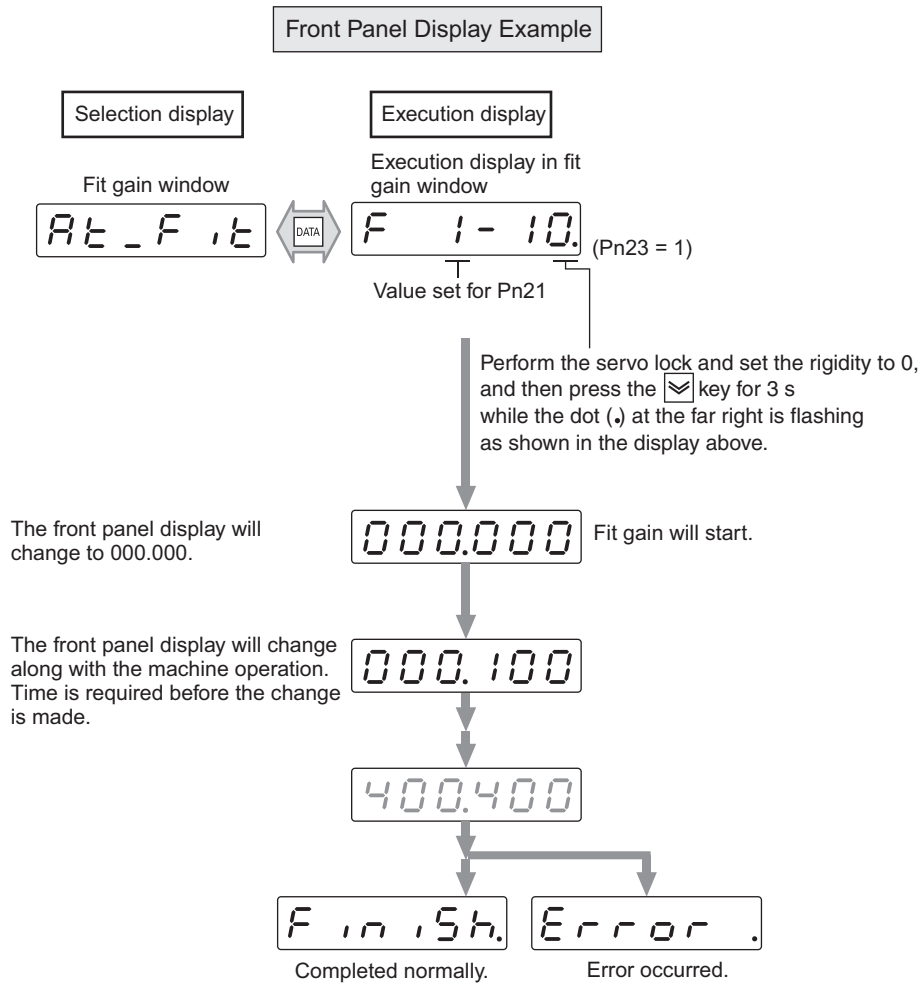 Front Panel Display Example
Selection display
Execution display
Fit gain window
Execution display in fit
gain window
At_Fit
DATA
F 1- 10.
(Pn23 = 1)
Value set for Pn21
Perform the servo lock and set the rigidity to 0,
and then press the key for 3 s
while the dot (.) at the far right is flashing
as shown in the display above.
The front panel display will
change to 000.000.
000.000
Fit gain will start.
The front panel display will change
along with the machine operation.
Time is required before the change
is made.
000.100
400.400
FiniSh.
Error .
Completed normally.
Error occurred.